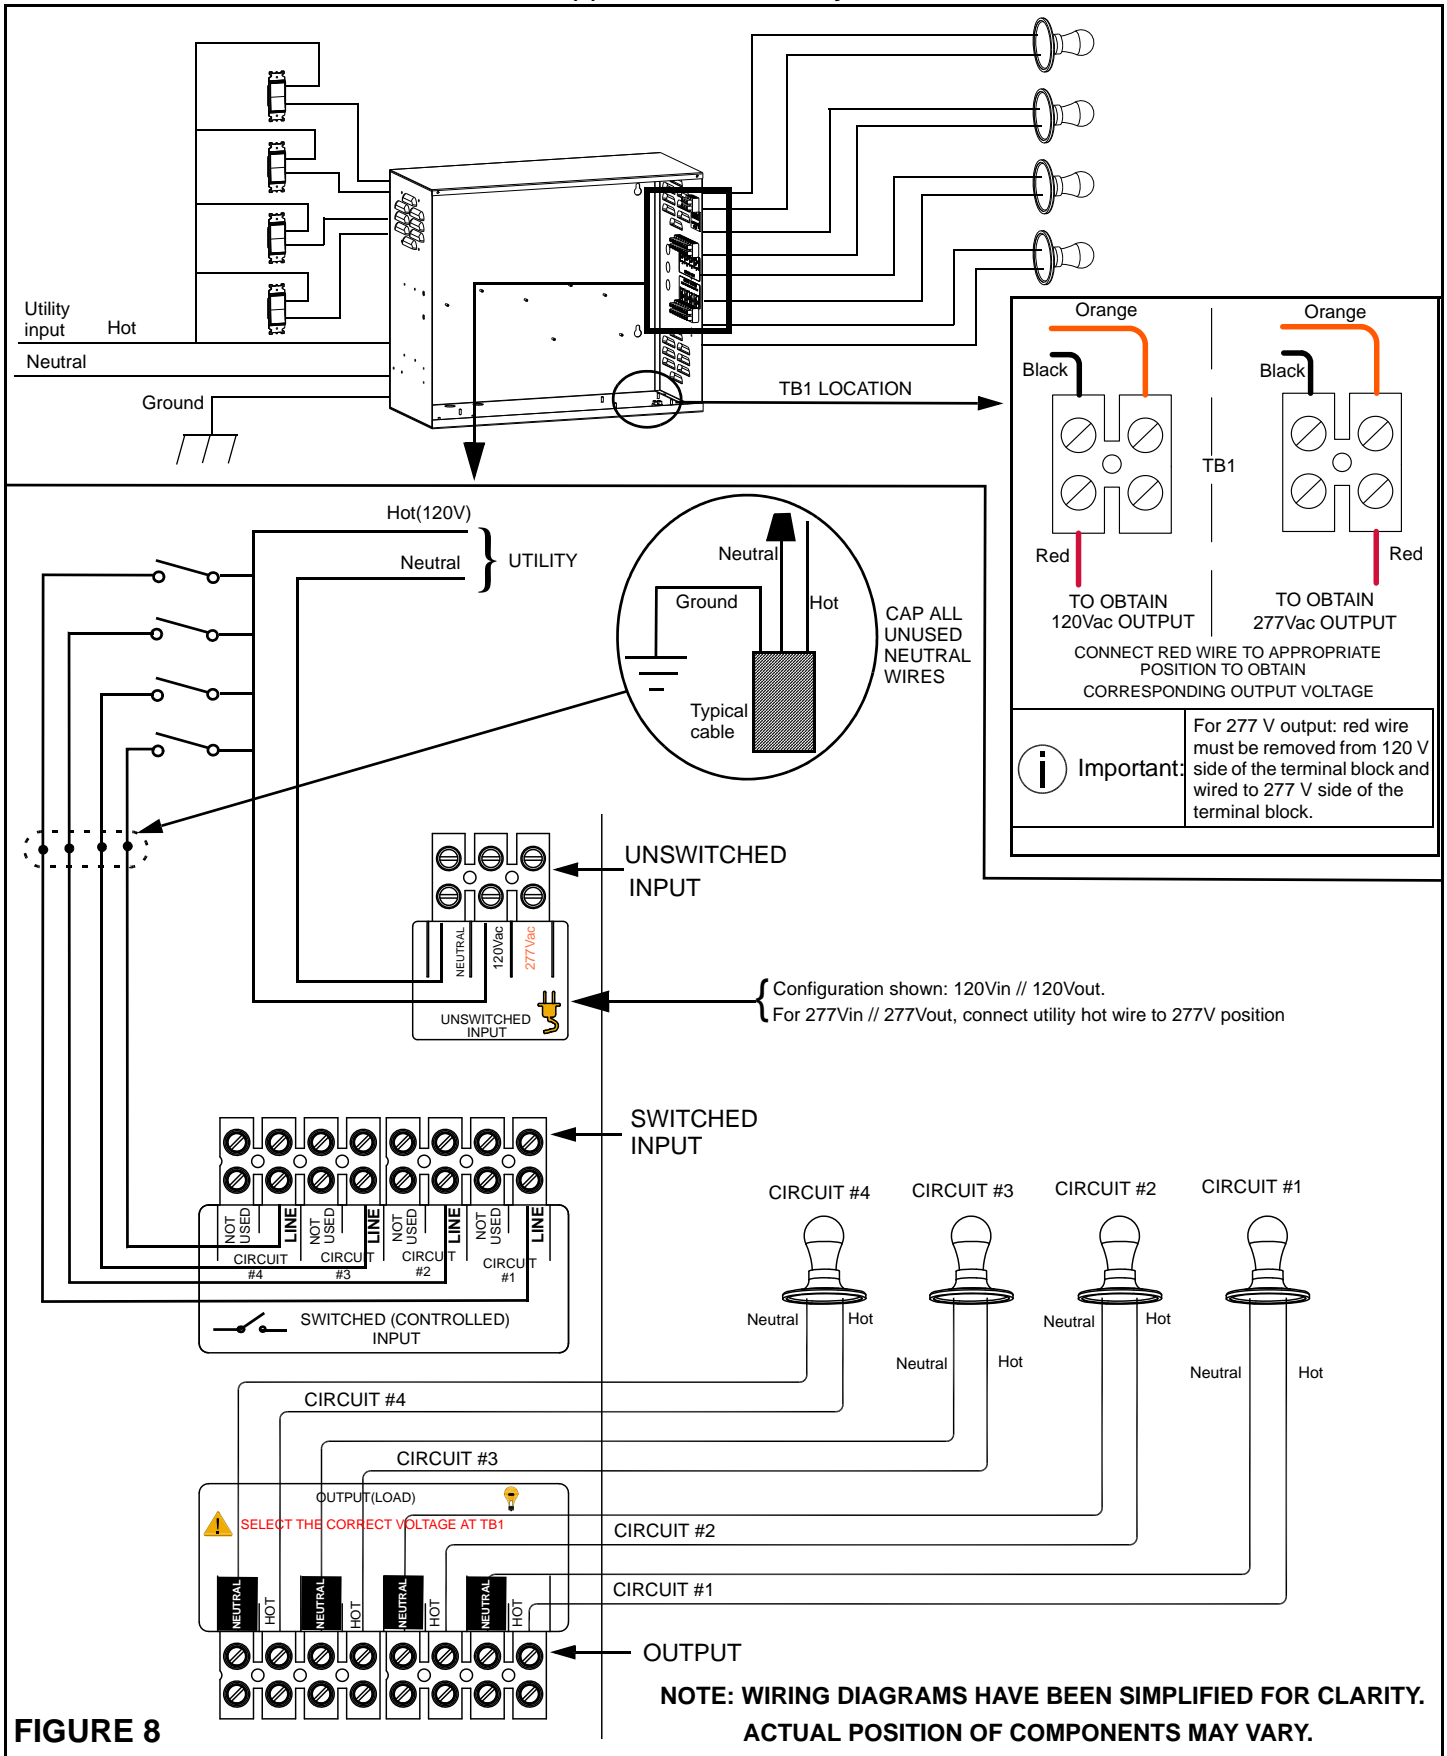 Utility
input
Hot
Neutral
Ground
TB1 LOCATION
Orange
Orange
Black
Black
TB1
Red
Red
TO OBTAIN
120Vac OUTPUT
TO OBTAIN
277Vac OUTPUT
CONNECT RED WIRE TO APPROPRIATE
POSITION TO OBTAIN
CORRESPONDING OUTPUT VOLTAGE
i
Important:
For 277 V output: red wire
must be removed from 120 V
side of the terminal block and
wired to 277 V side of the
terminal block.
Hot(120V)
Neutral
UTILITY
Neutral
Ground
Hot
Typical
cable
CAP ALL
UNUSED
NEUTRAL
WIRES
UNSWITCHED
INPUT
NEUTRAL
120Vac
277Vac
UNSWITCHED
INPUT
Configuration shown: 120Vin // 120Vout.
For 277Vin // 277Vout, connect utility hot wire to 277V position
SWITCHED
INPUT
NOT
USED
LINE
NOT
USED
LINE
NOT
USED
LINE
NOT
USED
LINE
CIRCUIT
#4
CIRCUIT
#3
CIRCUIT
#2
CIRCUIT
#1
SWITCHED (CONTROLLED)
INPUT
CIRCUIT #4
CIRCUIT #3
CIRCUIT #2
CIRCUIT #1
Neutral
Hot
Neutral
Hot
Neutral
Hot
Neutral
Hot
CIRCUIT #4
CIRCUIT #3
CIRCUIT #2
CIRCUIT #1
OUTPUT(LOAD)
SELECT THE CORRECT VOLTAGE AT TB1
NEUTRAL
HOT
NEUTRAL
HOT
NEUTRAL
HOT
NEUTRAL
HOT
OUTPUT
NOTE: WIRING DIAGRAMS HAVE BEEN SIMPLIFIED FOR CLARITY.
ACTUAL POSITION OF COMPONENTS MAY VARY.
FIGURE 8